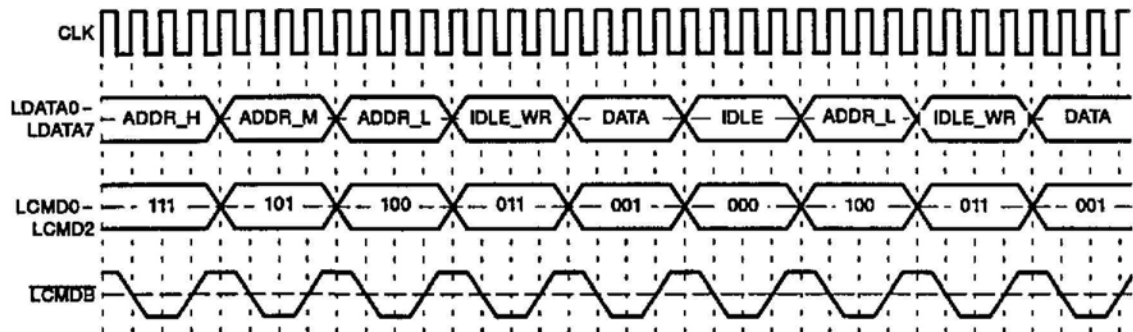 CLK
LDATA0 - LDATA7 ADDR_H ADDR_M ADDR_L IDLE_WR DATA IDLE ADDR_L IDLE_WR DATA
LCMD0 - LCMD2 111 101 100 011 001 000 100 011 001
LCMDB